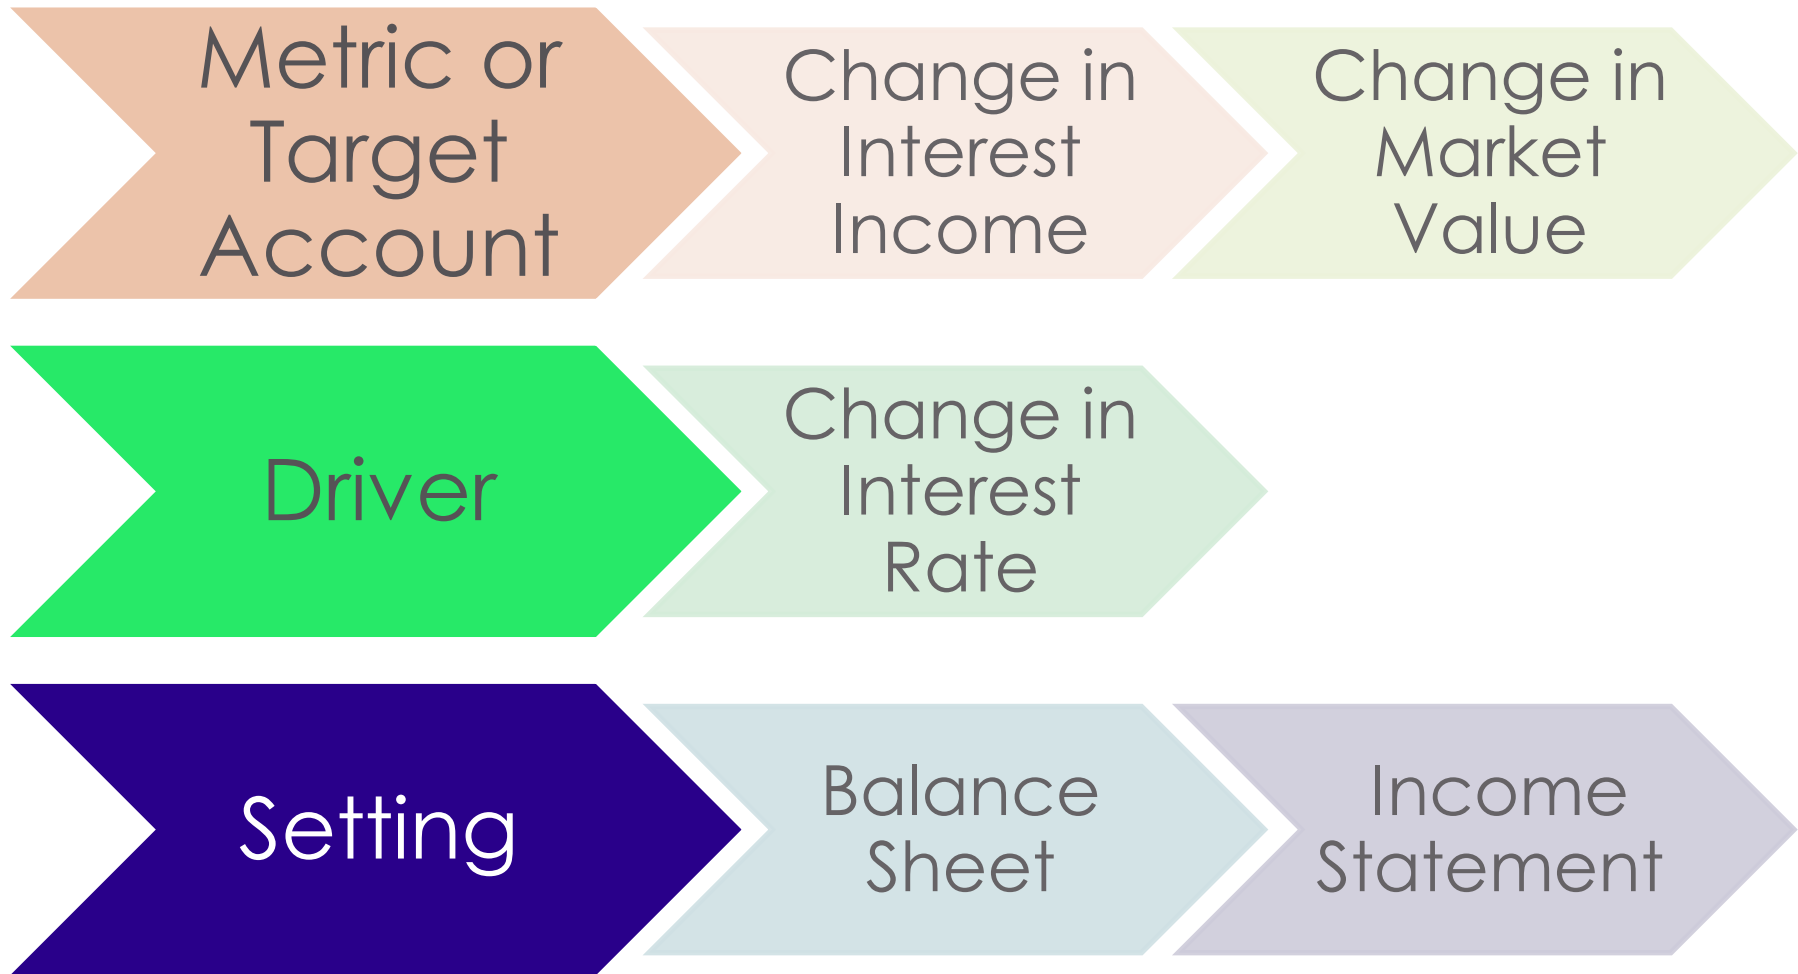 Metric or
Target
Account
Change in
Interest
Income
Change in
Market
Value
Driver
Change in
Interest
Rate
Setting
Balance
Sheet
Income
Statement